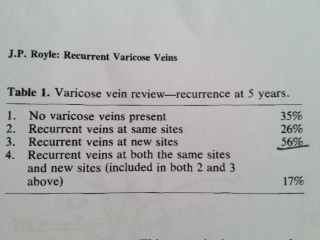 J.P. Royle: Recurrent Varicose Veins
Table 1. Varicose vein review—recurrence at 5 years.
1. No varicose veins present 35%
2. Recurrent veins at same sites 26%
3. Recurrent veins at new sites 56%
4. Recurrent veins at both the same
sites and new sites (included in both 2 and 3
above) 17%